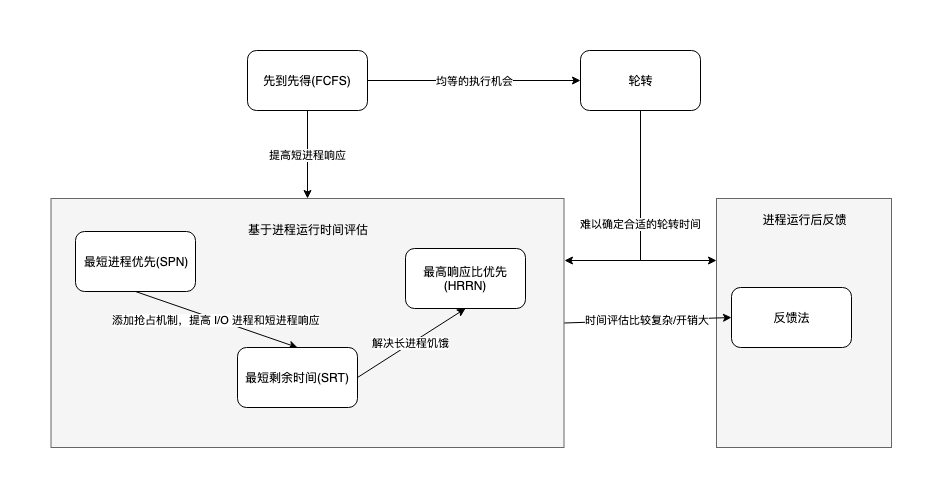 先到先得(FCFS)
均等的执行机会
轮转
提高短进程响应
难以确定合适的轮转时间
基于进程运行时间评估
进程运行后反馈
最短进程优先(SPN)
最高响应比优先
(HRRN)
添加抢占机制，提高 I/O 进程和短进程响应
时间评估比较复杂/开销大
反馈法
解决长进程饥饿
最短剩余时间(SRT)